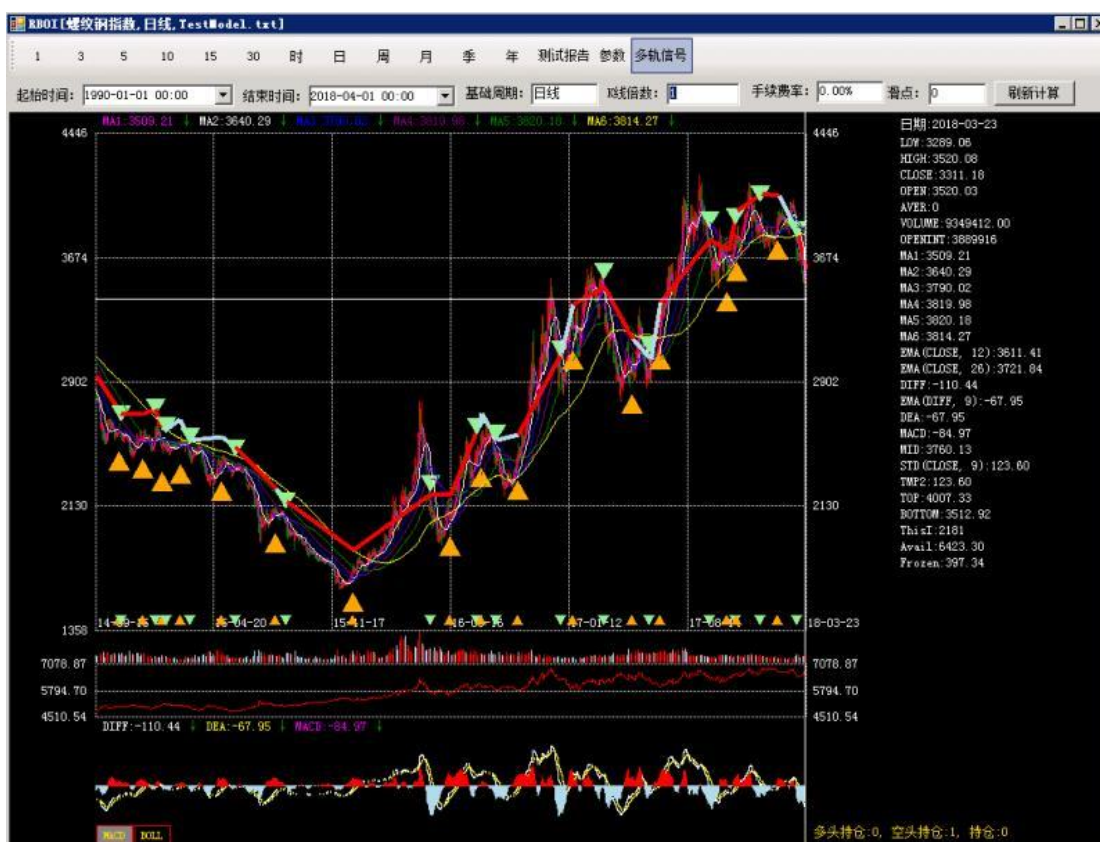 RBOI[螺纹钢指数,日线,TestModel.txt]
1 3 5 10 15 30 时 日 周 月 季 年 测试报告 参数 多轨信号
起始时间: 1990-01-01 00:00 结束时间: 2018-04-01 00:00 基础周期: 日线 K线倍数: 1 手续费率: 0.00% 滑点: 0 刷新计算
MA1:3509.21 ↓ MA2:3640.29 ↓ MA3:3790.02 ↓ MA4:3819.98 ↓ MA5:3820.18 ↓ MA6:3814.27 ↓
4446 4446
3674 3674
2902 2902
2130 2130
15-11-17 18-03-23
1358
7078.87 7078.87
5794.70 5794.70
4510.54 4510.54
DIFF:-110.44 ↓ DEA:-67.95 ↓ MACD:-84.97 ↓
MACD BOLL
日期:2018-03-23
LOW:3289.06
HIGH:3520.08
CLOSE:3311.18
OPEN:3520.03
AVER:0
VOLUME:9349412.00
OPENINT:3889916
MA1:3509.21
MA2:3640.29
MA3:3790.02
MA4:3819.98
MA5:3820.18
MA6:3814.27
EMA(CLOSE, 12):3611.41
EMA(CLOSE, 26):3721.84
DIFF:-110.44
EMA(DIFF, 9):-67.95
DEA:-67.95
MACD:-84.97
MID:3760.13
STD(CLOSE, 9):123.60
TMP2:123.60
TOP:4007.33
BOTTOM:3512.92
ThisI:2181
Avail:6423.30
Frozen:397.34
多头持仓:0, 空头持仓:1, 持仓:0